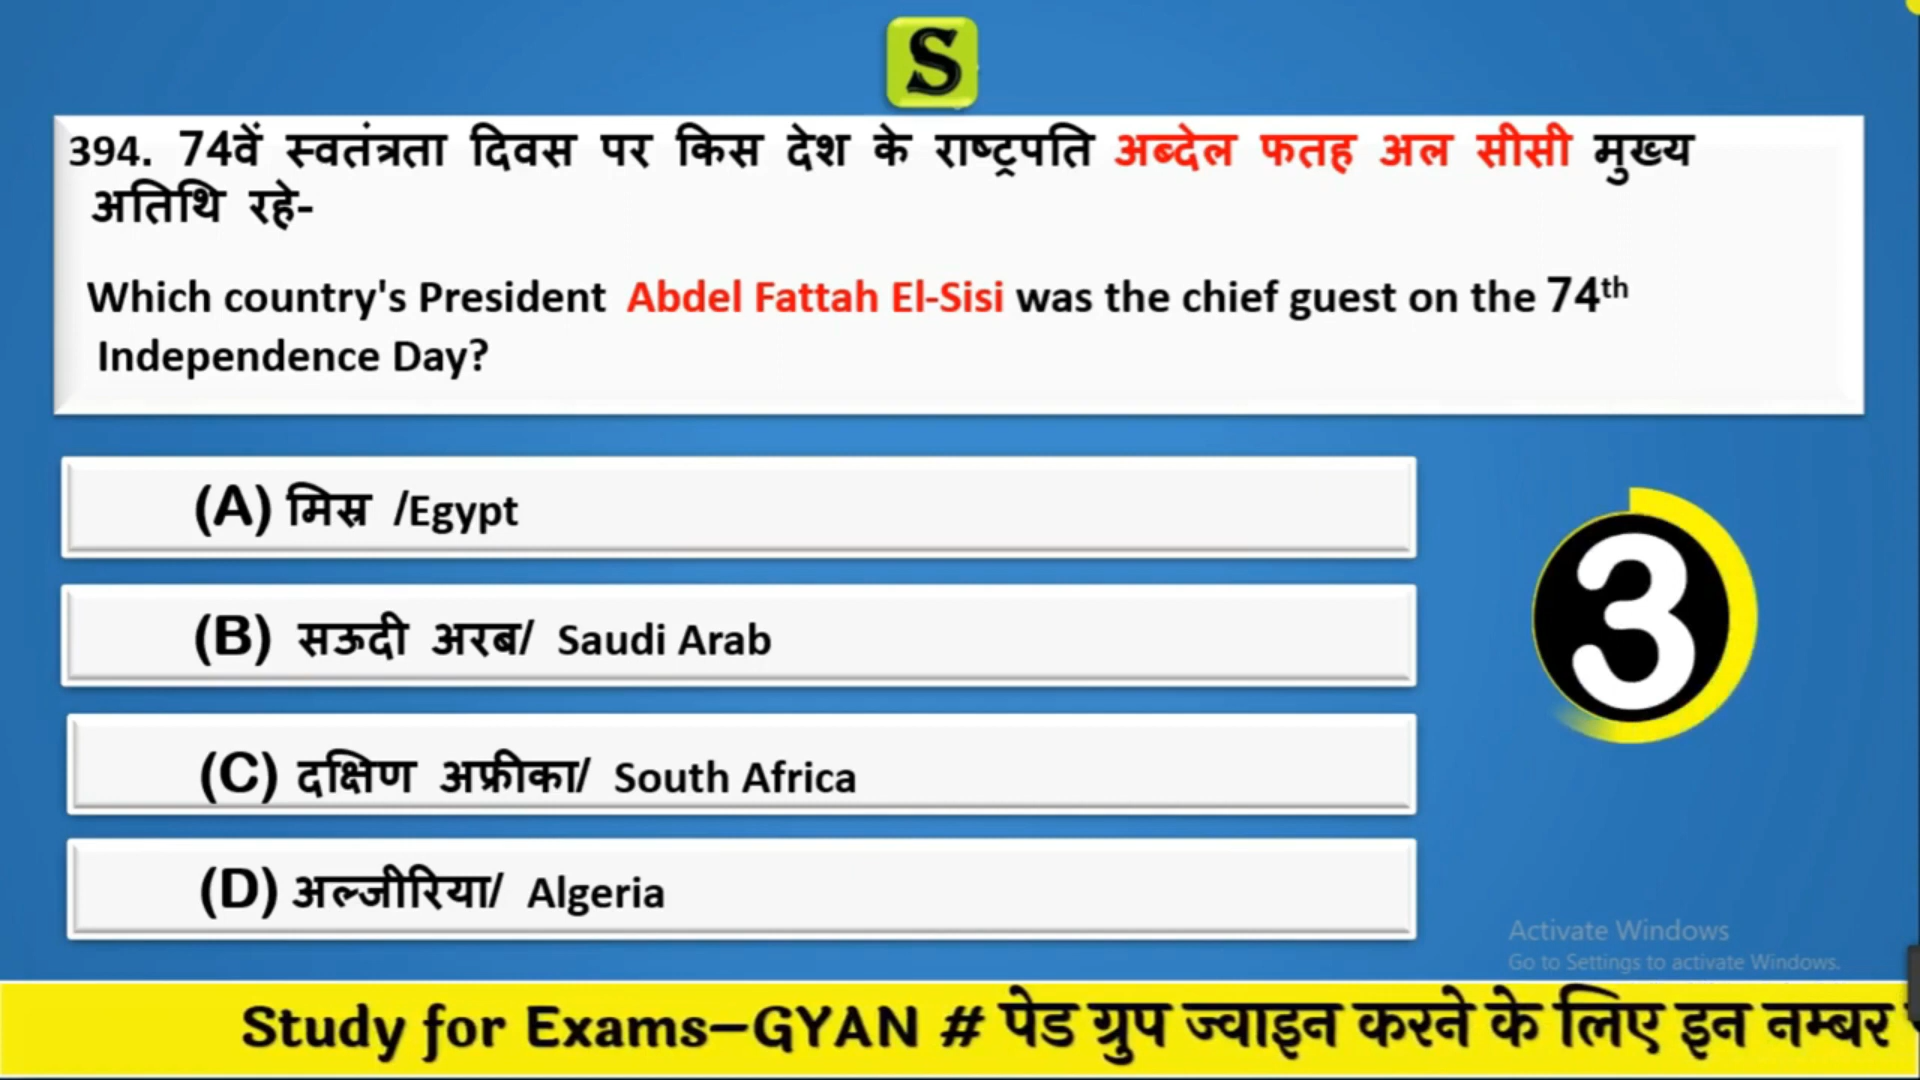 S
394. 74वें स्वतंत्रता दिवस पर किस देश के राष्ट्रपति अब्देल फतह अल सीसी मुख्य
अतिथि रहे-
Which country's President Abdel Fattah El-Sisi was the chief guest on the 74th
Independence Day?
(A) मिस्र /Egypt
(B) सऊदी अरब/ Saudi Arab
3
(C) दक्षिण अफ्रीका/ South Africa
(D) अल्जीरिया/ Algeria
Activate Windows
Go to Settings to activate Windows.
Study for Exams–GYAN # पेड ग्रुप ज्वाइन करने के लिए इन नम्बर